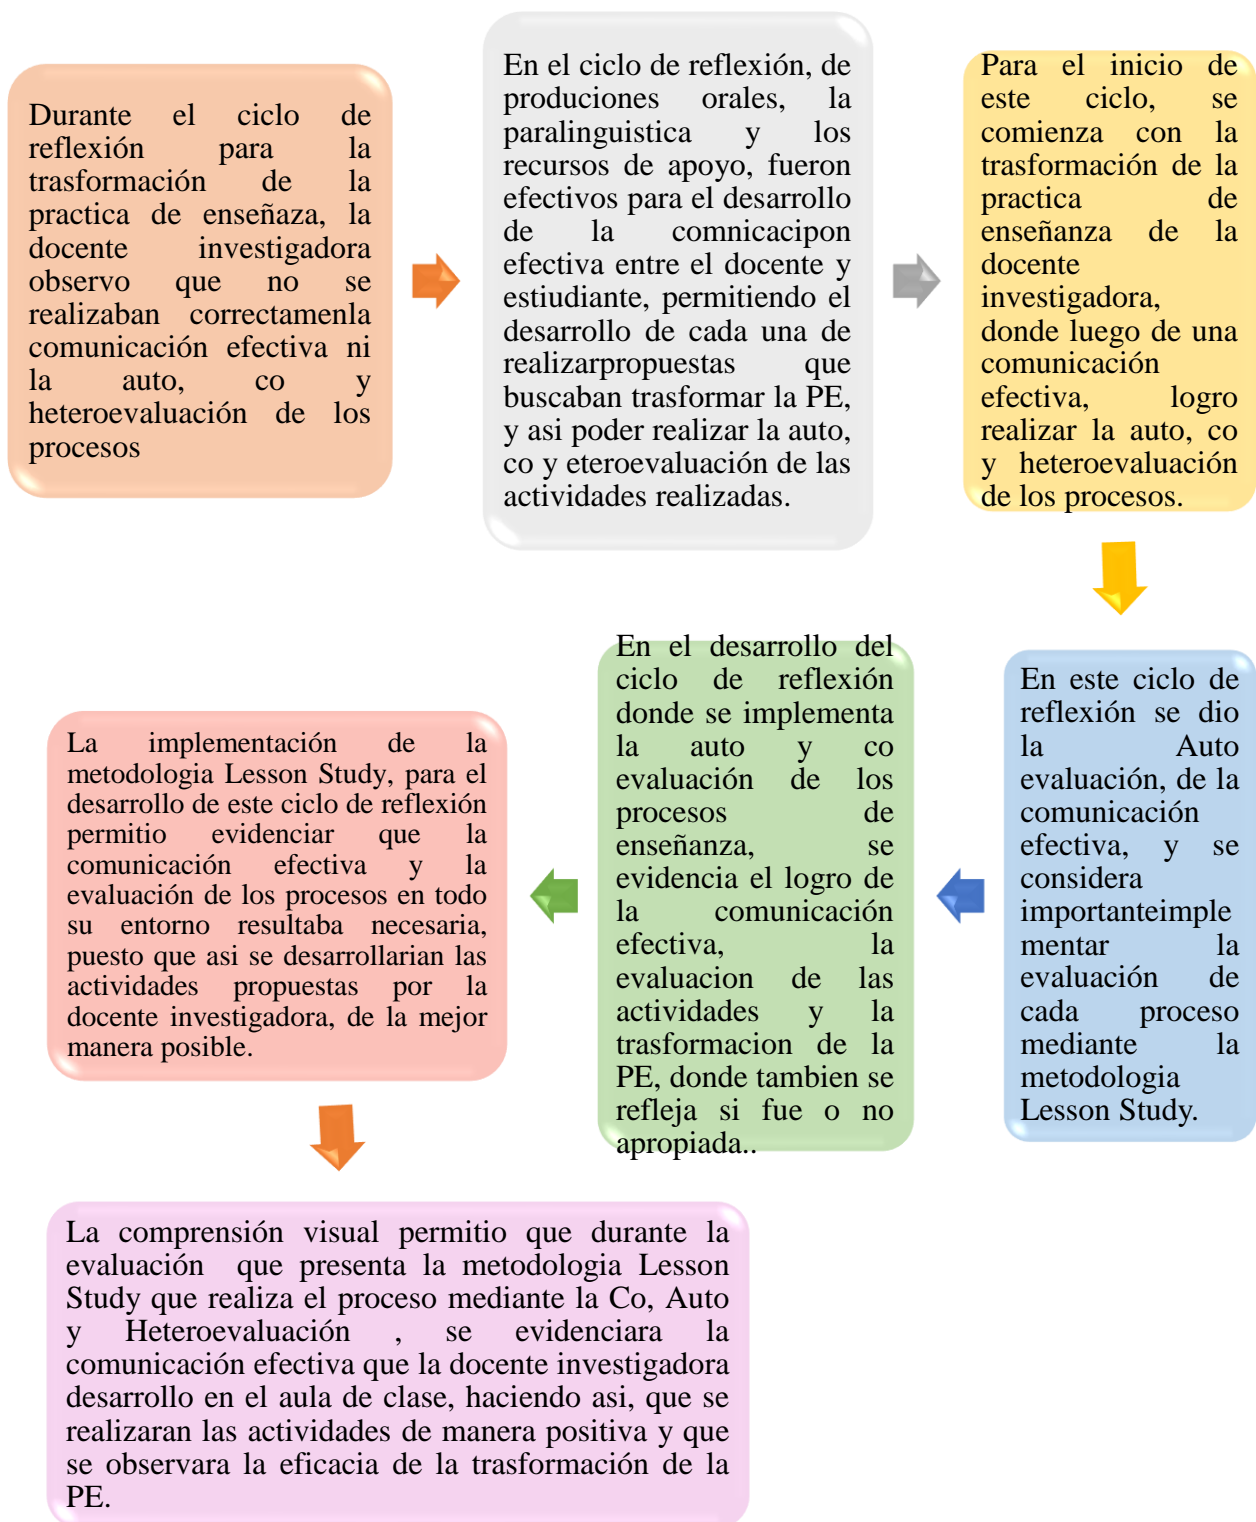 Durante el ciclo de
reflexión para la
trasformación de la
practica de enseñaza, la
docente investigadora
observo que no se
realizaban correctamenla
comunicación efectiva ni
la auto, co y
heteroevaluación de los
procesos
En el ciclo de reflexión, de
produciones orales, la
paralinguistica y los
recursos de apoyo, fueron
efectivos para el desarrollo
de la comnicacipon
efectiva entre el docente y
estiudiante, permitiendo el
desarrollo de cada una de
realizarpropuestas que
buscaban trasformar la PE,
y asi poder realizar la auto,
co y eteroevaluación de las
actividades realizadas.
Para el inicio de
este ciclo, se
comienza con la
trasformación de la
practica de
enseñanza de la
docente
investigadora,
donde luego de una
comunicación
efectiva, logro
realizar la auto, co
y heteroevaluación
de los procesos.
En este ciclo de
reflexión se dio
la Auto
evaluación, de la
comunicación
efectiva, y se
considera
importanteimple
mentar la
evaluación de
cada proceso
mediante la
metodologia
Lesson Study.
En el desarrollo del
ciclo de reflexión
donde se implementa
la auto y co
evaluación de los
procesos de
enseñanza, se
evidencia el logro de
la comunicación
efectiva, la
evaluacion de las
actividades y la
trasformacion de la
PE, donde tambien se
refleja si fue o no
apropiada..
La implementación de la
metodologia Lesson Study, para el
desarrollo de este ciclo de reflexión
permitio evidenciar que la
comunicación efectiva y la
evaluación de los procesos en todo
su entorno resultaba necesaria,
puesto que asi se desarrollarian las
actividades propuestas por la
docente investigadora, de la mejor
manera posible.
La comprensión visual permitio que durante la
evaluación que presenta la metodologia Lesson
Study que realiza el proceso mediante la Co, Auto
y Heteroevaluación , se evidenciara la
comunicación efectiva que la docente investigadora
desarrollo en el aula de clase, haciendo asi, que se
realizaran las actividades de manera positiva y que
se observara la eficacia de la trasformación de la
PE.